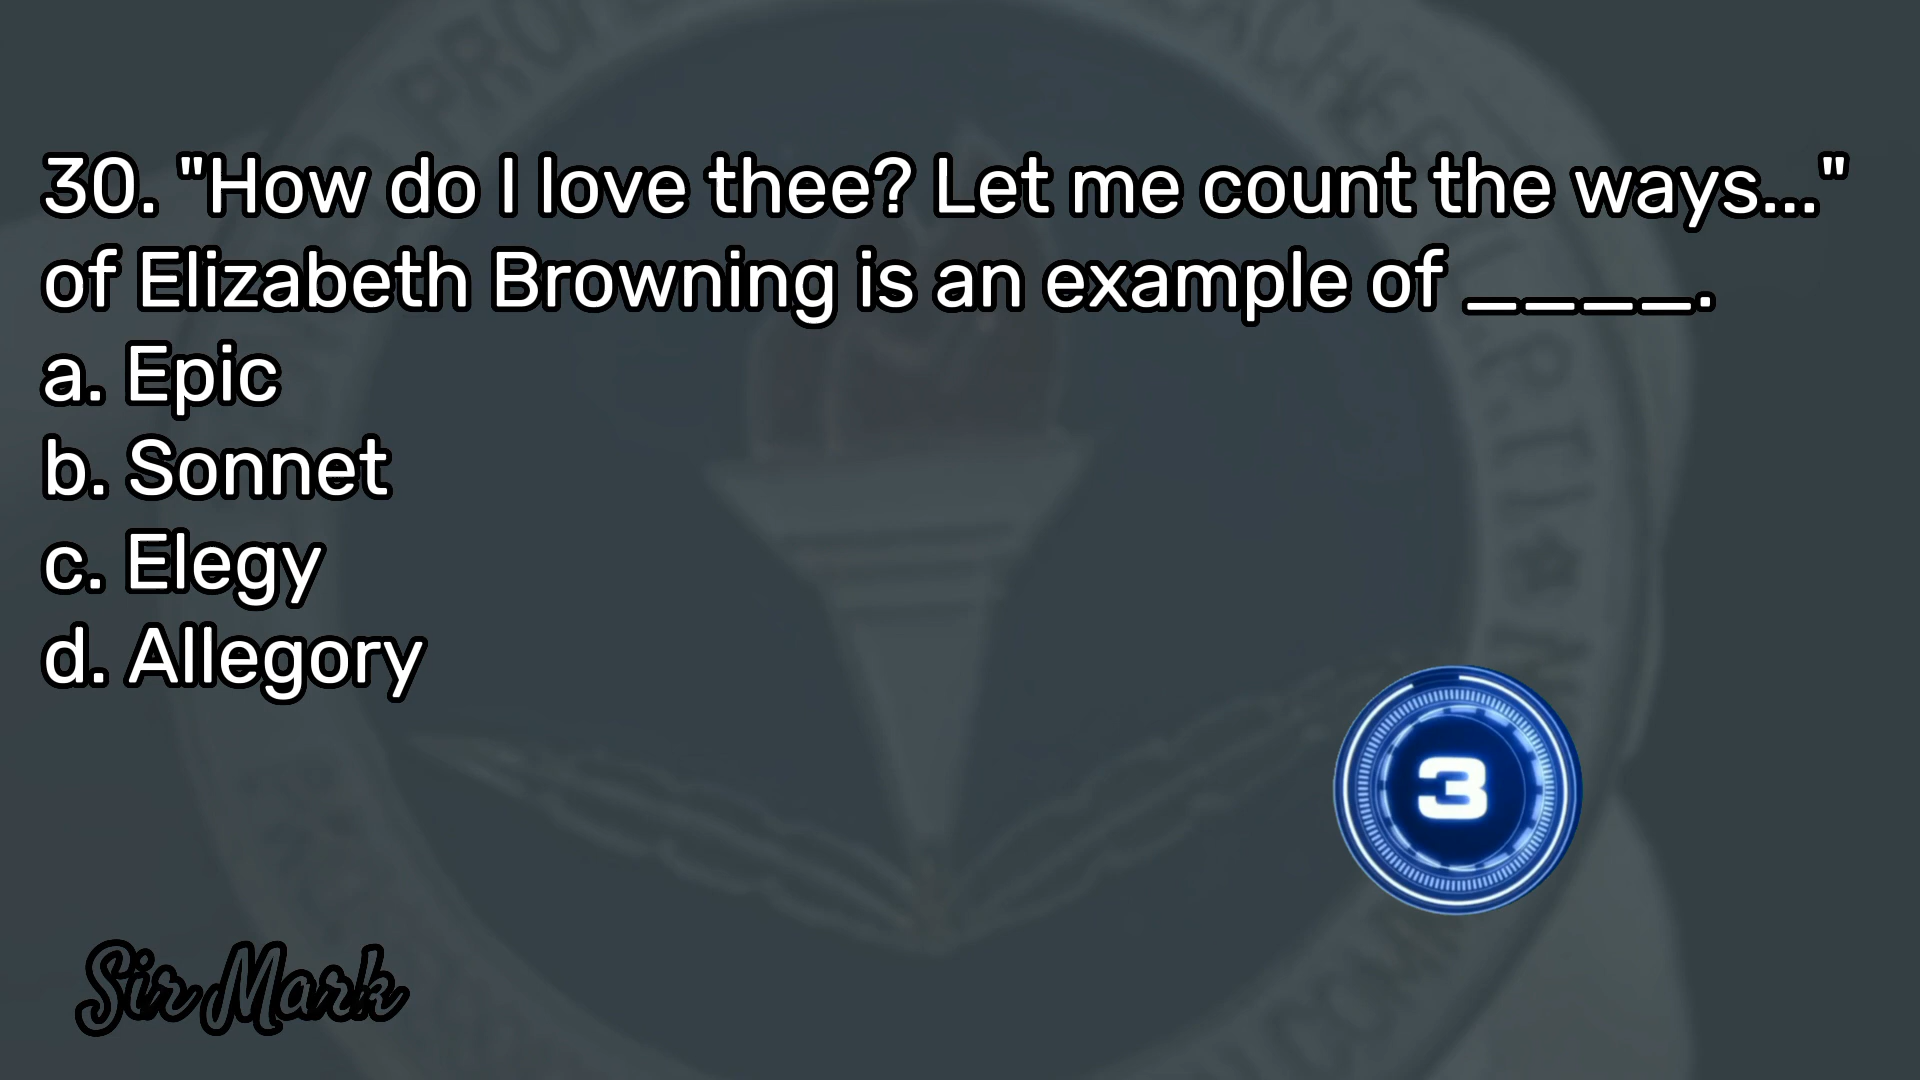 30. "How do I love thee? Let me count the ways..."
of Elizabeth Browning is an example of ____.
a. Epic
b. Sonnet
c. Elegy
d. Allegory
3
Sir Mark